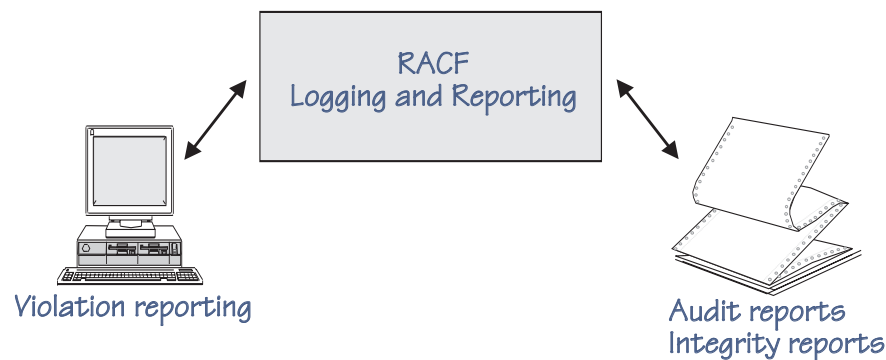 RACF
Logging and Reporting
Violation reporting
Audit reports
Integrity reports